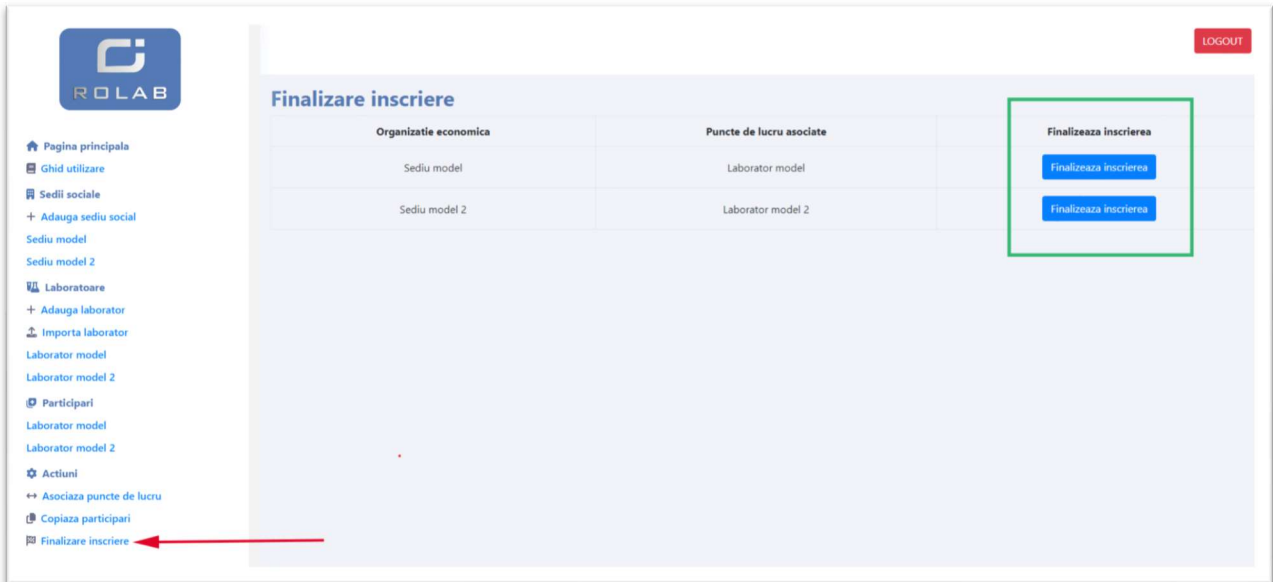 ROLAB
LOGOUT
Pagina principala
Ghid utilizare
Sedii sociale
+ Adauga sediu social
Sediu model
Sediu model 2
Laboratoare
+ Adauga laborator
Importa laborator
Laborator model
Laborator model 2
Participari
Laborator model
Laborator model 2
Actiuni
Asociaza puncte de lucru
Copiaza participari
Finalizare inscriere
Finalizare inscriere
Organizatie economica Puncte de lucru asociate Finalizeaza inscrierea
Sediu model Laborator model Finalizeaza inscrierea
Sediu model 2 Laborator model 2 Finalizeaza inscrierea